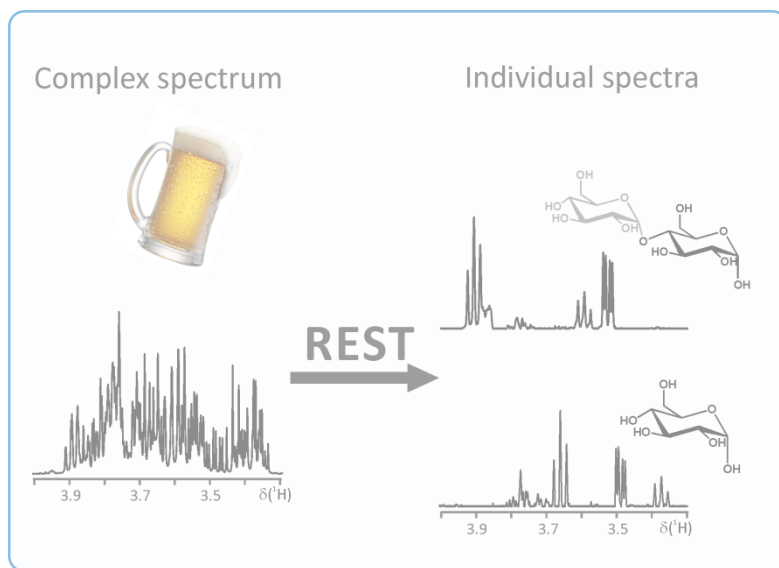 Complex spectrum
Individual spectra
OH
O
HO
HO
OH
O
OH
O
HO
OH
OH
REST
OH
O
HO
HO
OH
OH
3.9 3.7 3.5 δ(¹H)
3.9 3.7 3.5 δ(¹H)